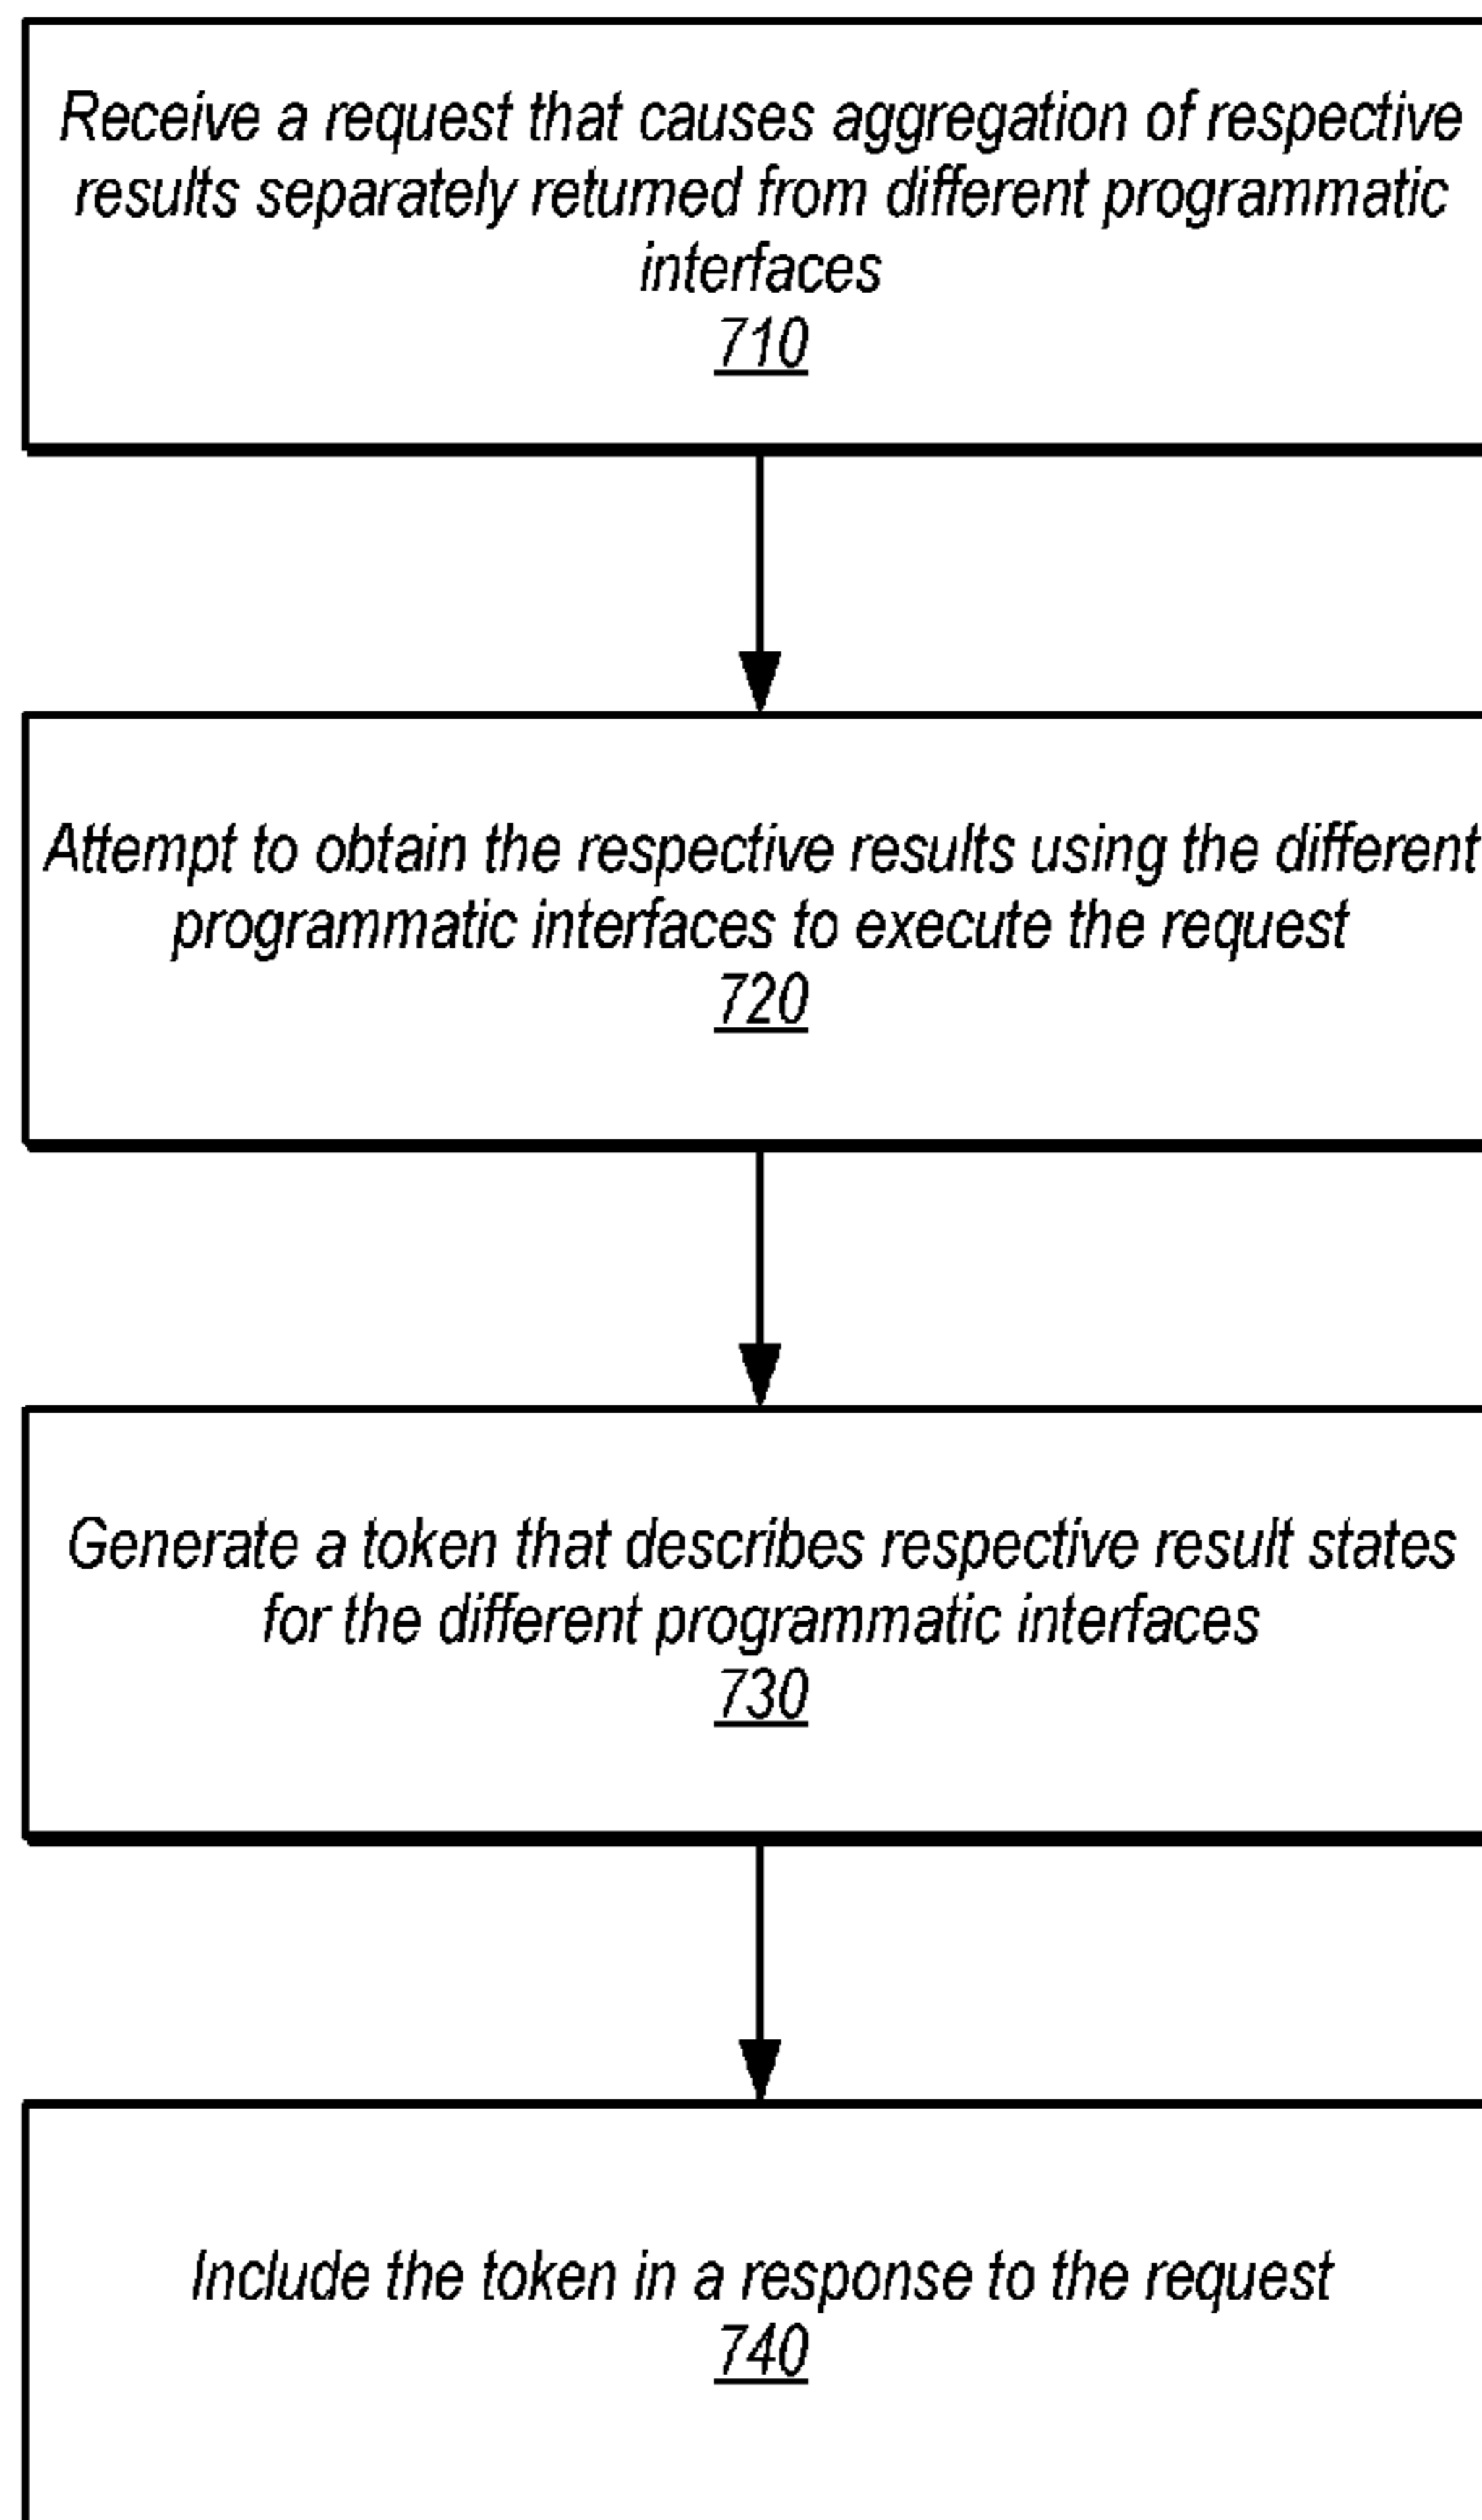 Receive a request that causes aggregation of respective
results separately returned from different programmatic
interfaces
710
Attempt to obtain the respective results using the different
programmatic interfaces to execute the request
720
Generate a token that describes respective result states
for the different programmatic interfaces
730
Include the token in a response to the request
740